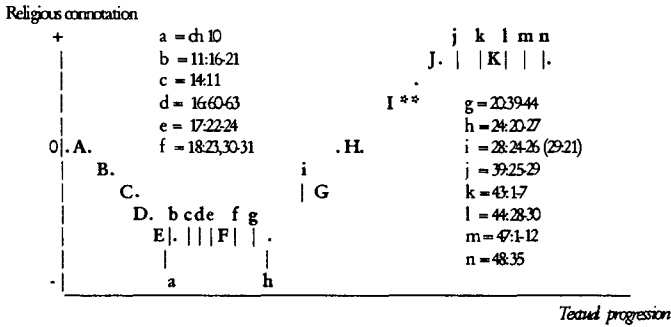 Religious connotation
+ a = ch 10 j k l m n
b = 11:16-21 J. | |K| | |.
c = 14:11 .
d = 16:60-63 I ** g = 20:39-44
e = 17:22-24 h = 24:20-27
0|. A. f = 18:23,30-31 . H. i = 28:24-26 (29:21)
B. i j = 39:25-29
C. | G k = 43:1-7
D. b c d e f g l = 44:28-30
E|. | | | |F| | . m = 47:1-12
| | n = 48:35
- a h
Textual progression